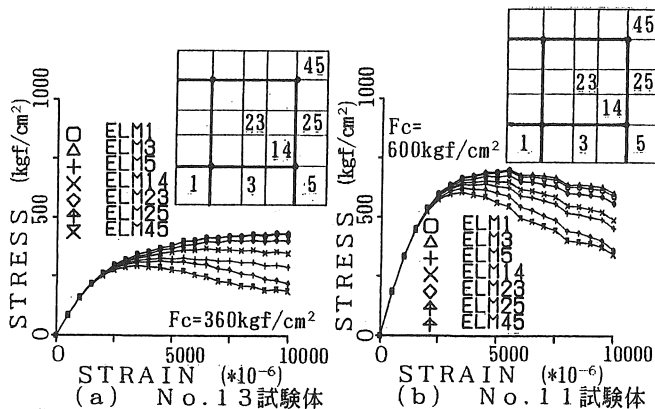 45
23
25
14
1
3
5
1000
500
0
STRESS (kgf/cm²)
ELM1
ELM3
ELM5
ELM14
ELM23
ELM25
ELM45
Fc=360kgf/cm²
0
5000
10000
STRAIN (*10⁻⁶)
(a) No.13試験体
45
23
25
14
1
3
5
1000
500
0
STRESS (kgf/cm²)
Fc=
600kgf/cm²
ELM1
ELM3
ELM5
ELM14
ELM23
ELM25
ELM45
0
5000
10000
STRAIN (*10⁻⁶)
(b) No.11試験体